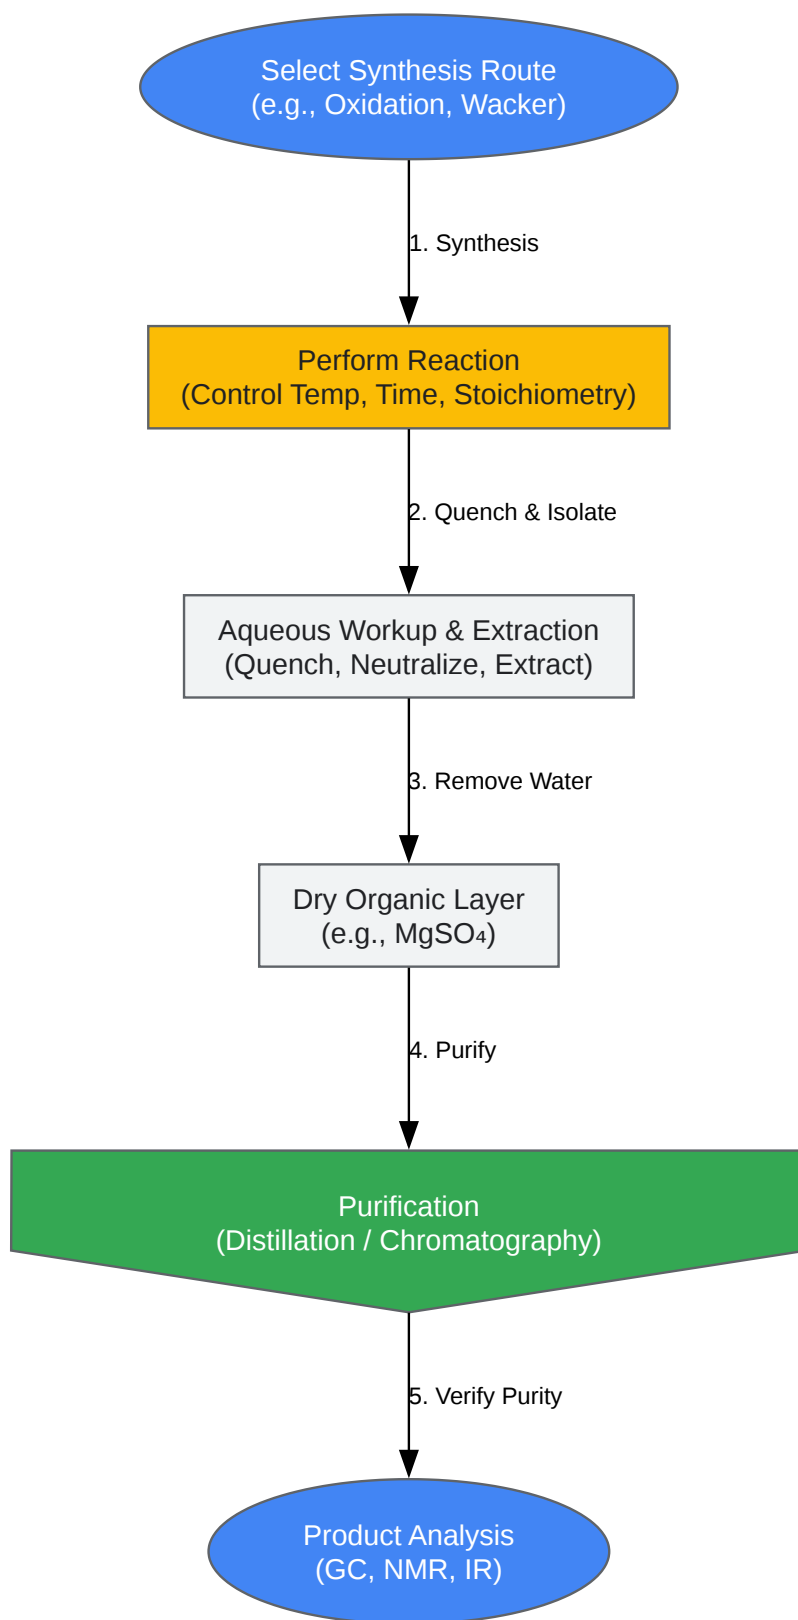 Select Synthesis Route
(e.g., Oxidation, Wacker)
1. Synthesis
Perform Reaction
(Control Temp, Time, Stoichiometry)
2. Quench & Isolate
Aqueous Workup & Extraction
(Quench, Neutralize, Extract)
3. Remove Water
Dry Organic Layer
(e.g., MgSO₄)
4. Purify
Purification
(Distillation / Chromatography)
5. Verify Purity
Product Analysis
(GC, NMR, IR)